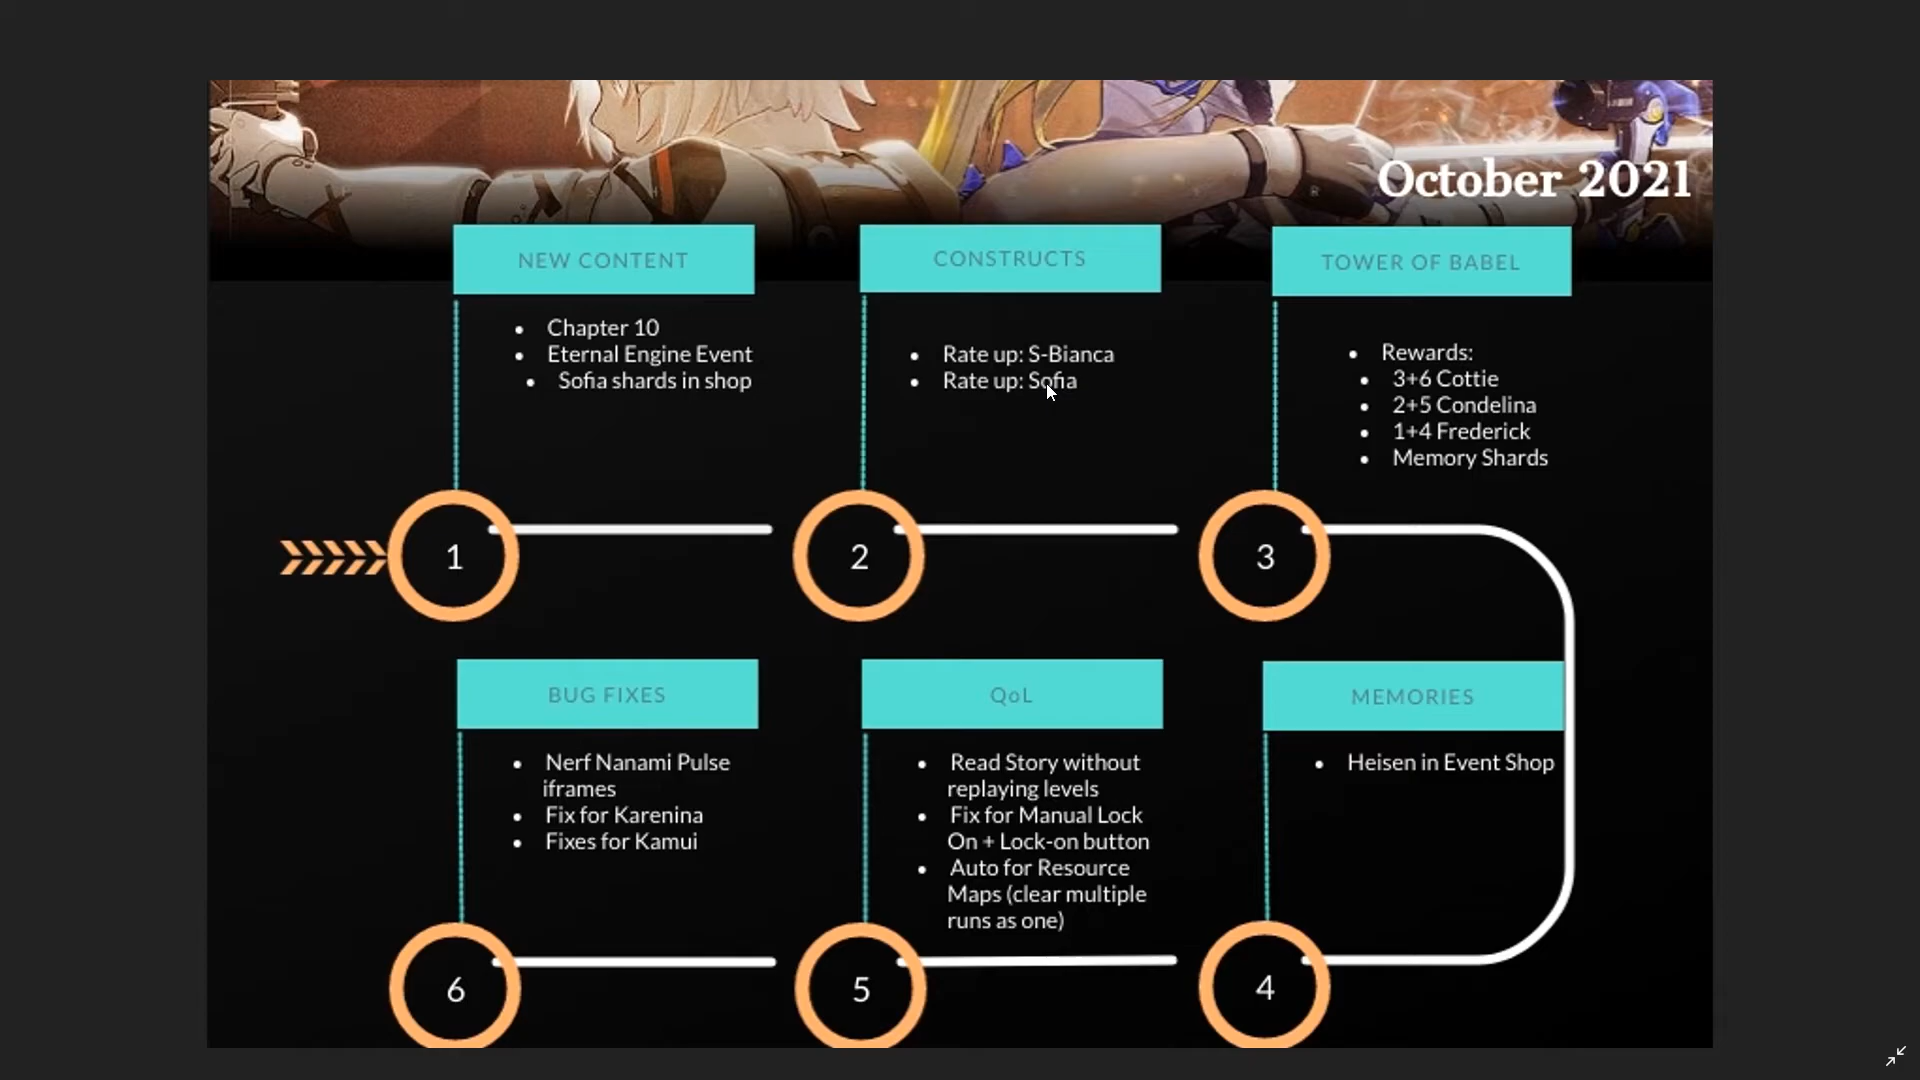 October 2021
NEW CONTENT
• Chapter 10
• Eternal Engine Event
• Sofia shards in shop
CONSTRUCTS
• Rate up: S-Bianca
• Rate up: Sofia
TOWER OF BABEL
• Rewards:
• 3+6 Cottie
• 2+5 Condelina
• 1+4 Frederick
• Memory Shards
1
2
3
BUG FIXES
• Nerf Nanami Pulse
iframes
• Fix for Karenina
• Fixes for Kamui
QoL
• Read Story without
replaying levels
• Fix for Manual Lock
On + Lock-on button
• Auto for Resource
Maps (clear multiple
runs as one)
MEMORIES
• Heisen in Event Shop
6
5
4